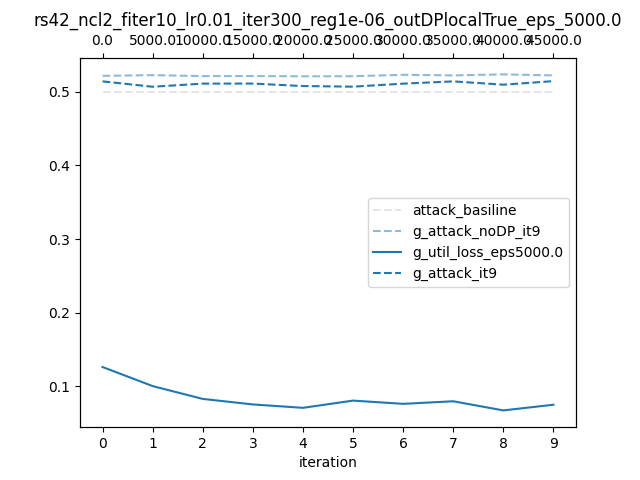 rs42_ncl2_fiter10_lr0.01_iter300_reg1e-06_outDPlocalTrue_eps_5000.0
0.0 5000.0 10000.0 15000.0 20000.0 25000.0 30000.0 35000.0 40000.0 45000.0
0.5
0.4
0.3
0.2
0.1
attack_basiline
g_attack_noDP_it9
g_util_loss_eps5000.0
g_attack_it9
0 1 2 3 4 5 6 7 8 9
iteration